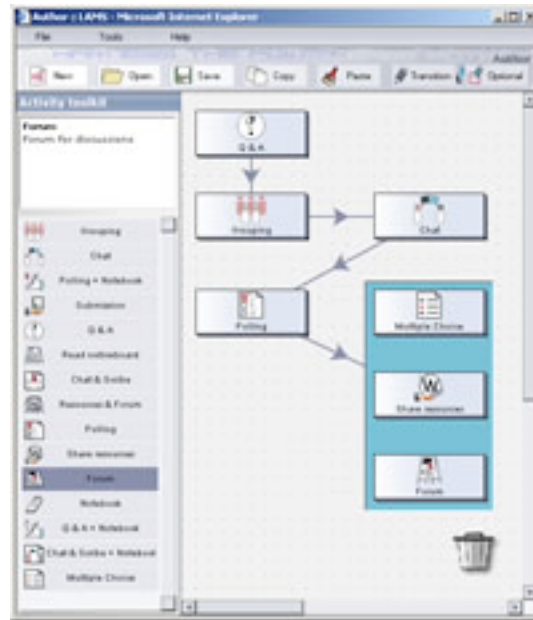 Author :: LAMS - Microsoft Internet Explorer
File Tools Help
Author
New Open Save Copy Paste Transition Optional
Activity toolkit
Forum
Forum for discussions
Grouping
Chat
Polling + Notebook
Submission
Q & A
Read noticeboard
Chat & Scribe
Resources & Forum
Polling
Share resources
Forum
Notebook
Q & A + Notebook
Chat & Scribe + Notebook
Multiple Choice
Q & A
Grouping
Chat
Polling
Multiple Choice
Share resources
Forum